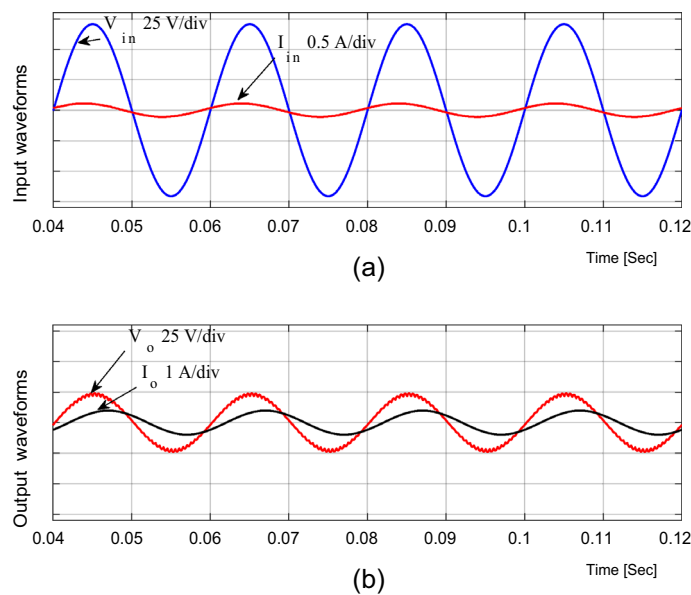 V in 25 V/div
I in 0.5 A/div
Input waveforms
0.04 0.05 0.06 0.07 0.08 0.09 0.1 0.11 0.12
Time [Sec]
(a)
V o 25 V/div
I o 1 A/div
Output waveforms
0.04 0.05 0.06 0.07 0.08 0.09 0.1 0.11 0.12
Time [Sec]
(b)